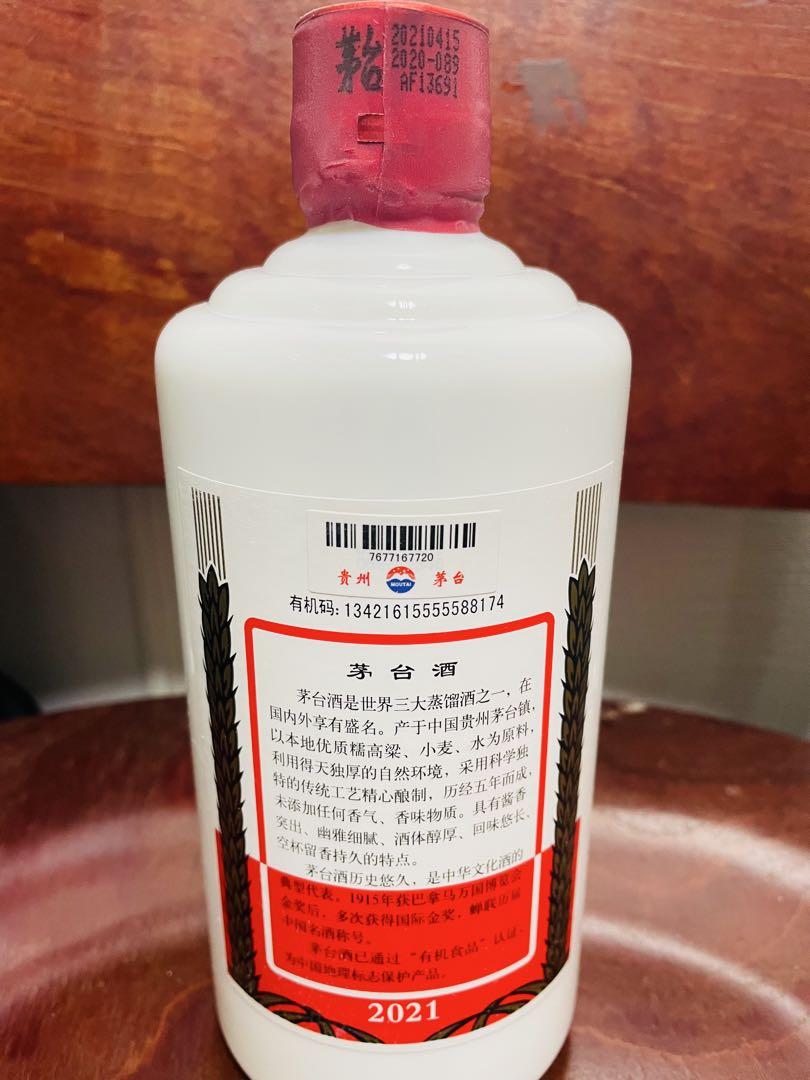 茅台
20210415
2020-089
AF13691
7677167720
贵州 MOUTAI 茅台
有机码:13421615555588174
茅台酒
茅台酒是世界三大蒸馏酒之一，在
国内外享有盛名。产于中国贵州茅台镇，
以本地优质糯高粱、小麦、水为原料，
利用得天独厚的自然环境，采用科学独
特的传统工艺精心酿制，历经五年而成，
未添加任何香气、香味物质。具有酱香
突出、幽雅细腻、酒体醇厚、回味悠长、
空杯留香持久的特点。
茅台酒历史悠久，是中华文化酒的
典型代表。1915年获巴拿马万国博览会
金奖后，多次获得国际金奖，蝉联历届
中国名酒称号。
茅台酒已通过“有机食品”认证，
为中国地理标志保护产品。
2021